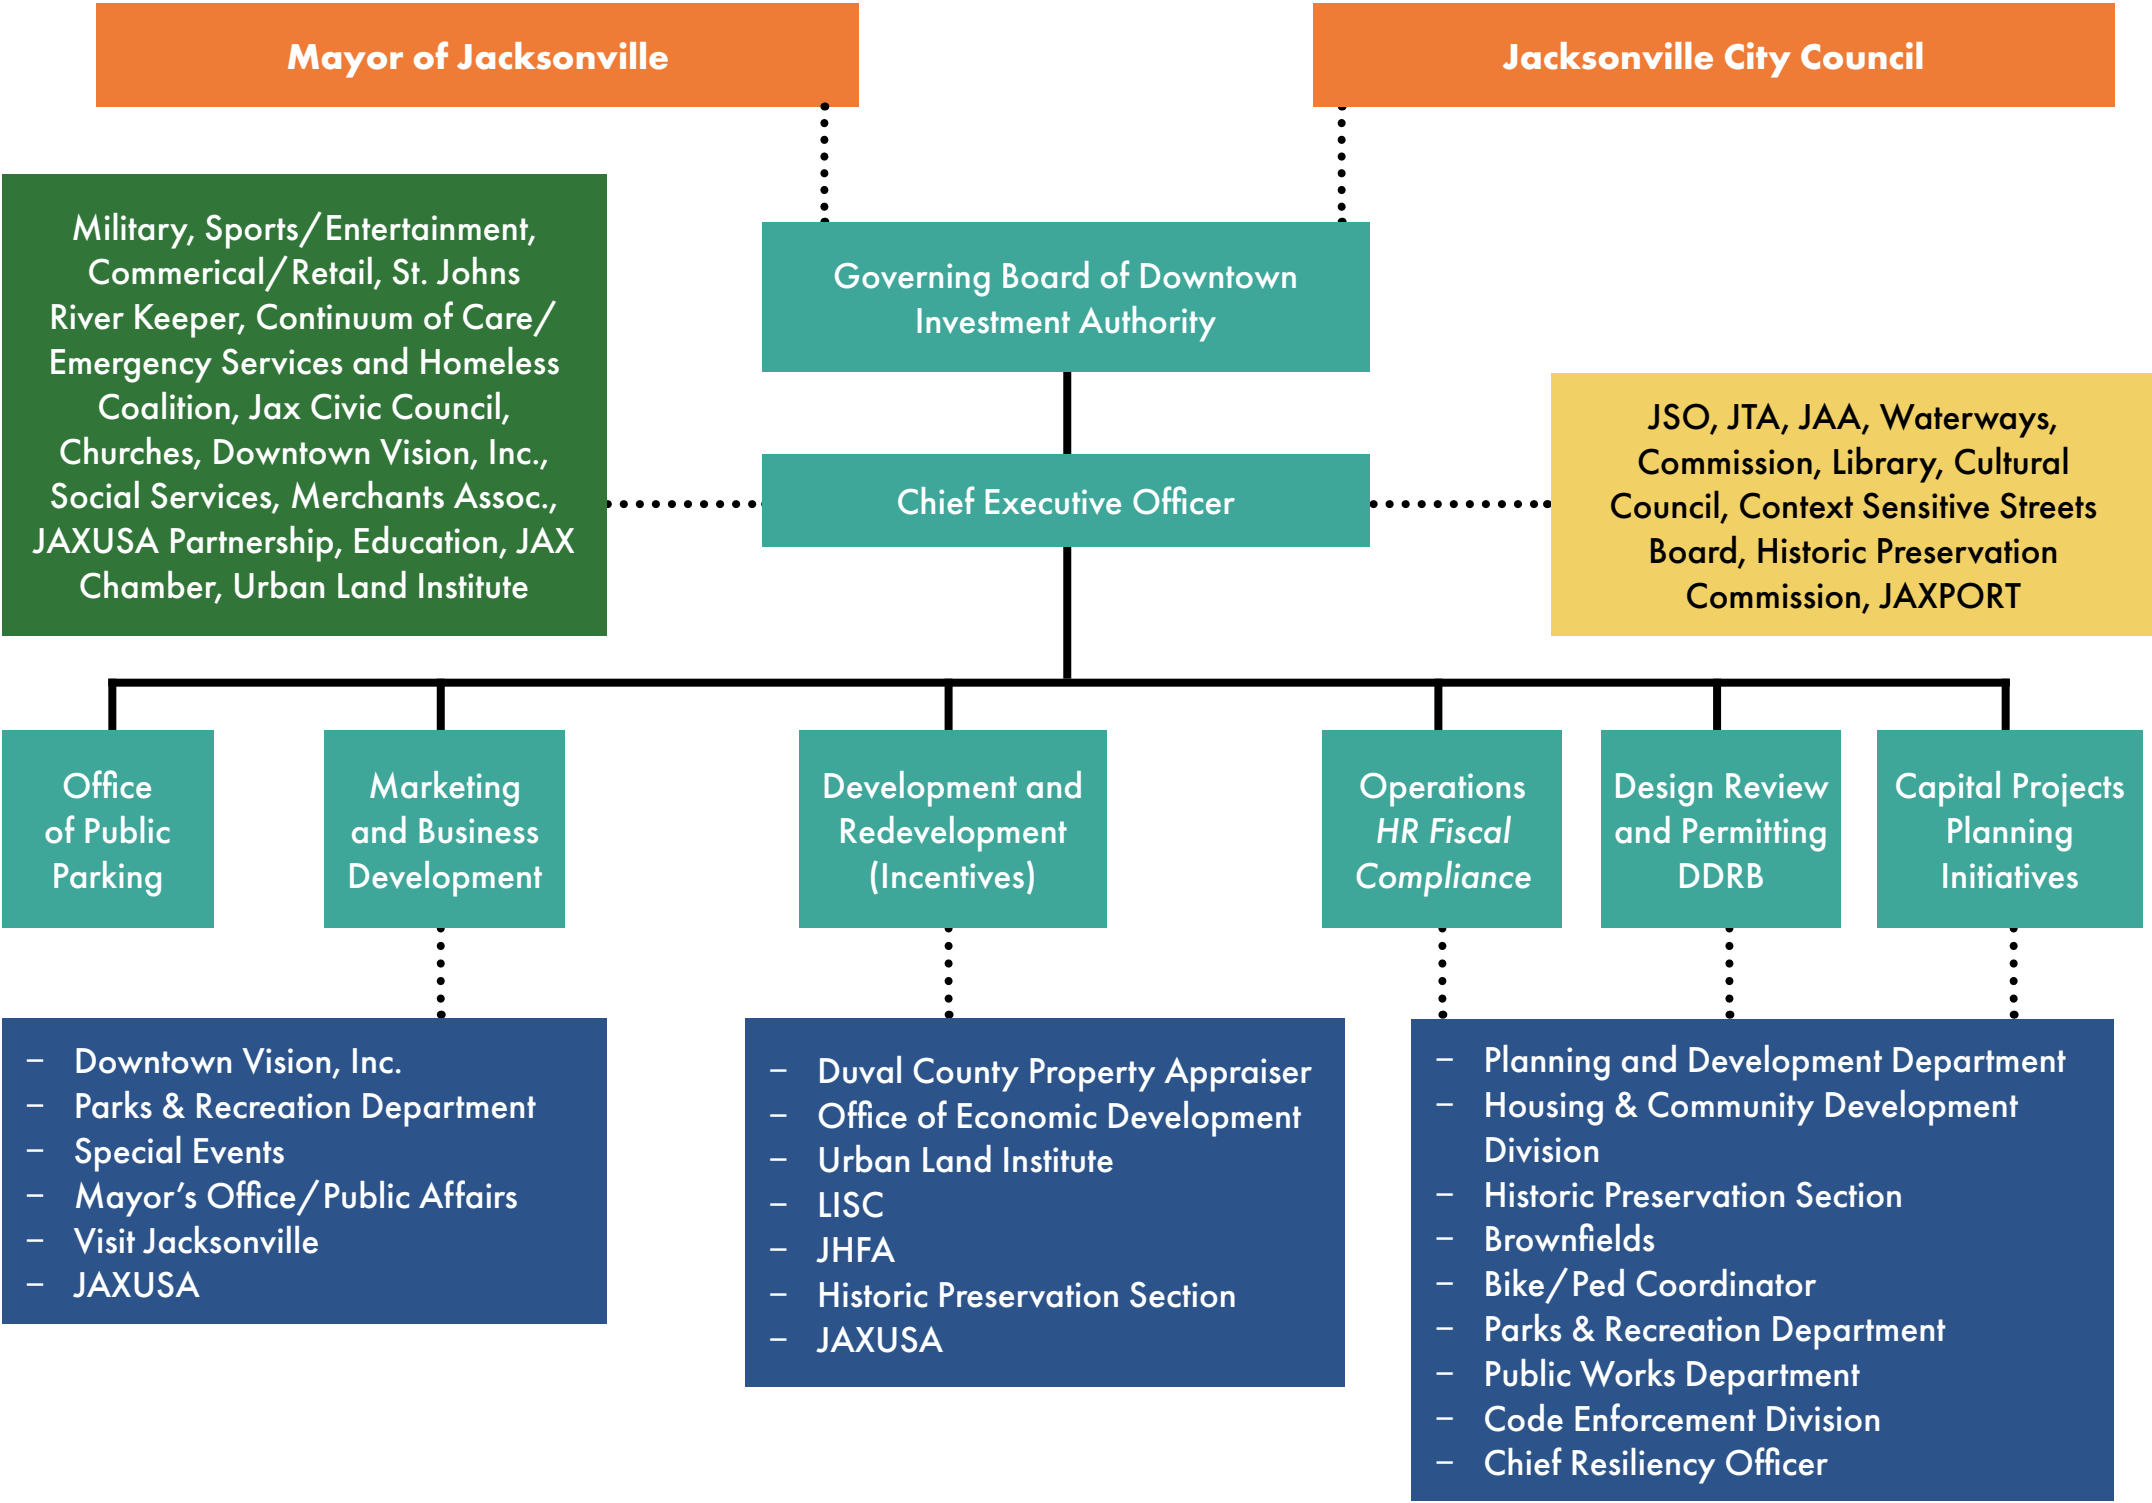 Mayor of Jacksonville
Jacksonville City Council
Military, Sports/Entertainment,
Commerical/Retail, St. Johns
River Keeper, Continuum of Care/
Emergency Services and Homeless
Coalition, Jax Civic Council,
Churches, Downtown Vision, Inc.,
Social Services, Merchants Assoc.,
JAXUSA Partnership, Education, JAX
Chamber, Urban Land Institute
Governing Board of Downtown
Investment Authority
Chief Executive Officer
JSO, JTA, JAA, Waterways,
Commission, Library, Cultural
Council, Context Sensitive Streets
Board, Historic Preservation
Commission, JAXPORT
Office
of Public
Parking
Marketing
and Business
Development
Development and
Redevelopment
(Incentives)
Operations
HR Fiscal
Compliance
Design Review
and Permitting
DDRB
Capital Projects
Planning
Initiatives
– Downtown Vision, Inc.
– Parks & Recreation Department
– Special Events
– Mayor’s Office/Public Affairs
– Visit Jacksonville
– JAXUSA
– Duval County Property Appraiser
– Office of Economic Development
– Urban Land Institute
– LISC
– JHFA
– Historic Preservation Section
– JAXUSA
– Planning and Development Department
– Housing & Community Development
Division
– Historic Preservation Section
– Brownfields
– Bike/Ped Coordinator
– Parks & Recreation Department
– Public Works Department
– Code Enforcement Division
– Chief Resiliency Officer